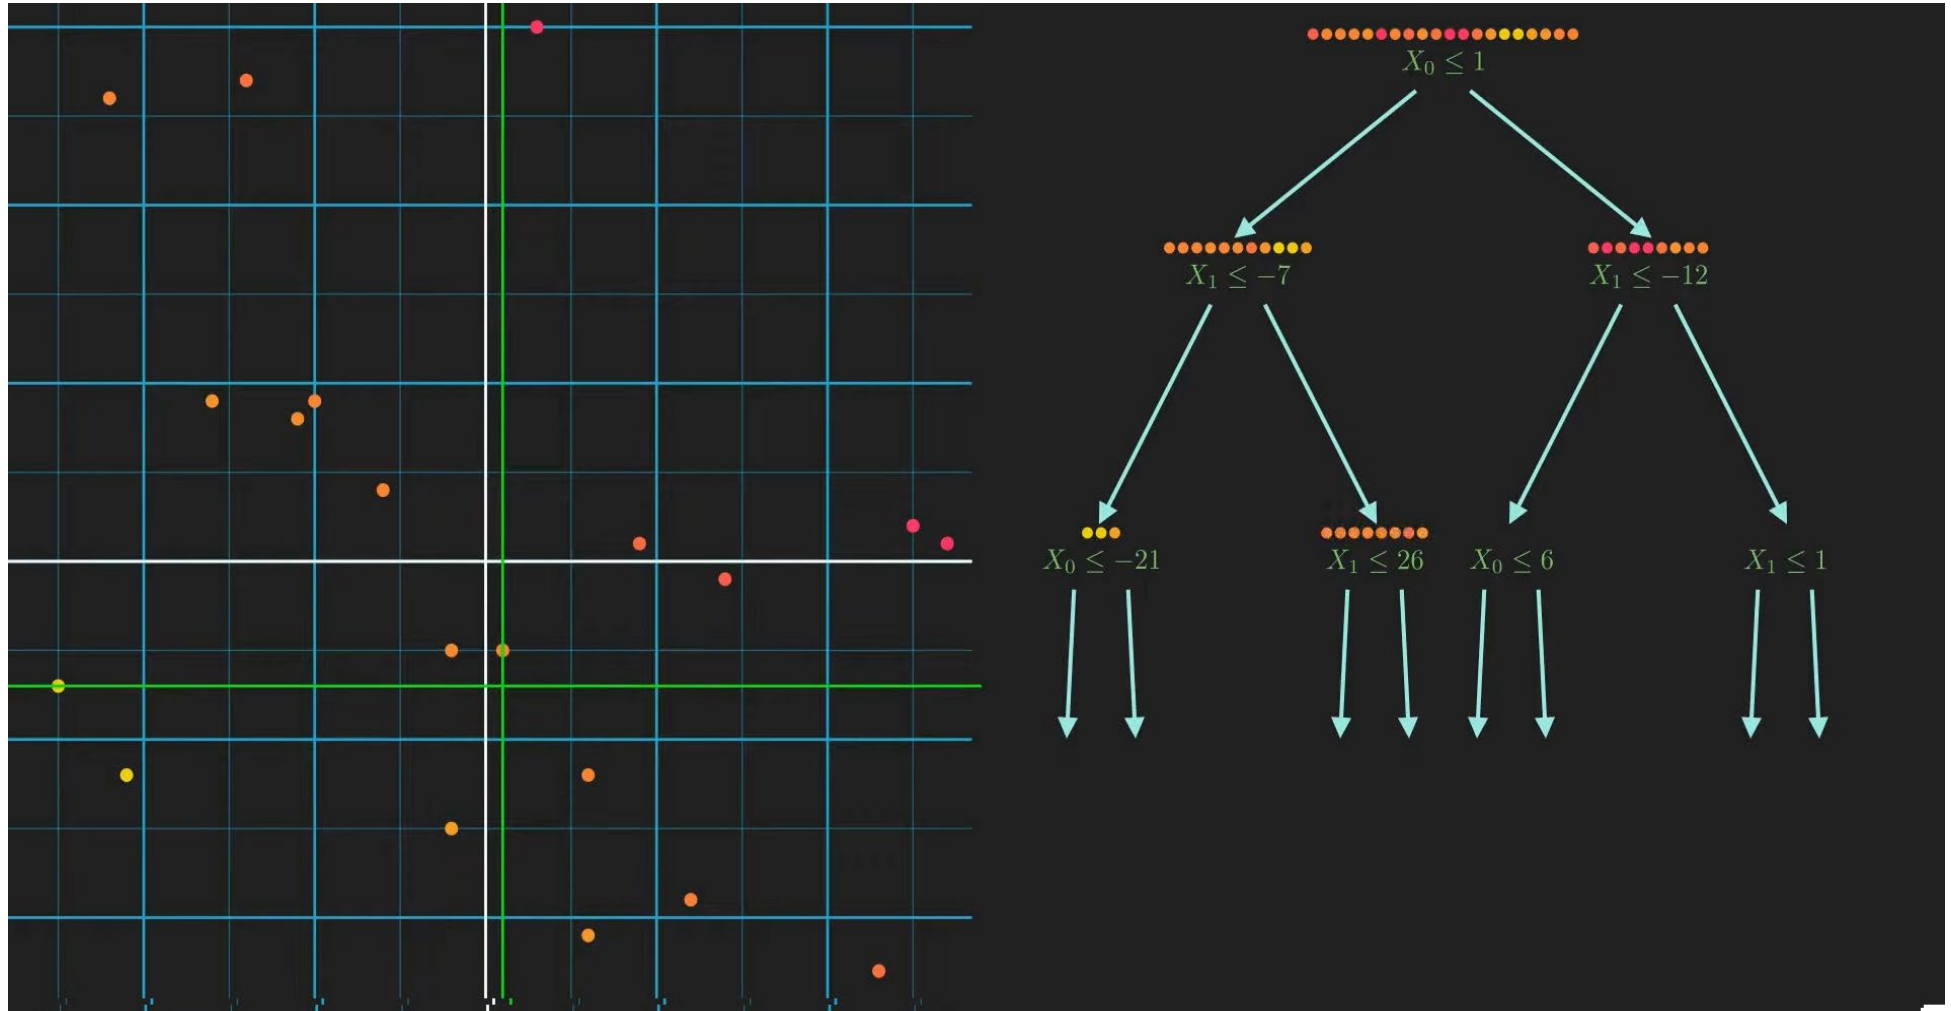 X₀ ≤ 1
X₁ ≤ −7
X₁ ≤ −12
X₀ ≤ −21
X₁ ≤ 26
X₀ ≤ 6
X₁ ≤ 1